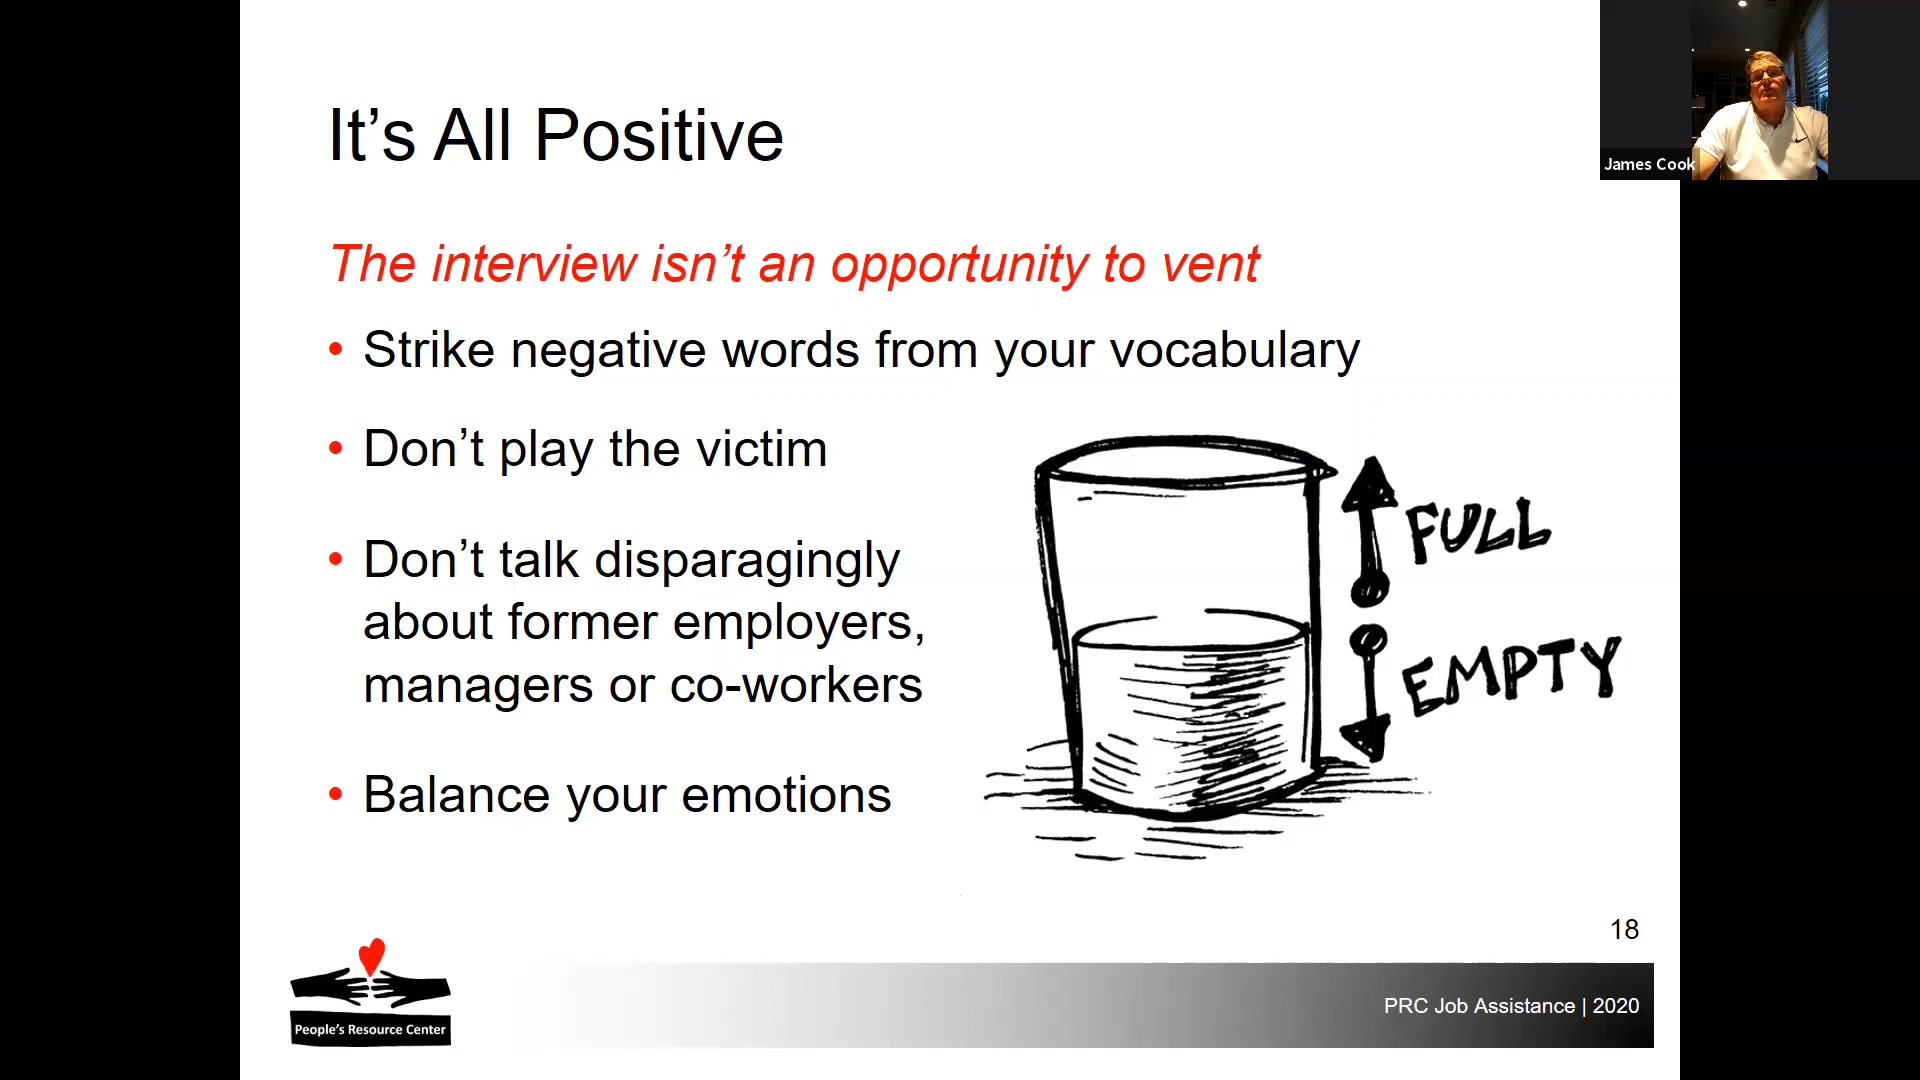 It’s All Positive
James Cook
The interview isn’t an opportunity to vent
• Strike negative words from your vocabulary
• Don’t play the victim
• Don’t talk disparagingly
about former employers,
managers or co-workers
• Balance your emotions
FULL
EMPTY
18
People’s Resource Center
PRC Job Assistance | 2020